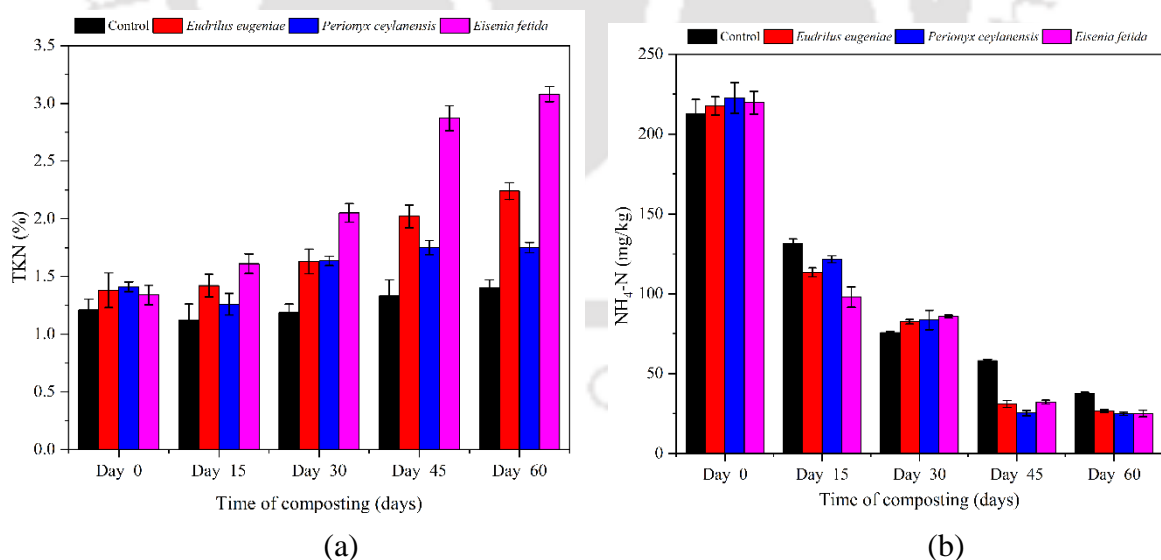 Control Eudrilus eugeniae Perionyx ceylanensis Eisenia fetida
3.5
3.0
2.5
2.0
1.5
1.0
0.5
0.0
TKN (%)
Day 0 Day 15 Day 30 Day 45 Day 60
Time of composting (days)
(a)
Control Eudrilus eugeniae Perionyx ceylanensis Eisenia fetida
250
200
150
100
50
0
NH4-N (mg/kg)
Day 0 Day 15 Day 30 Day 45 Day 60
Time of composting (days)
(b)